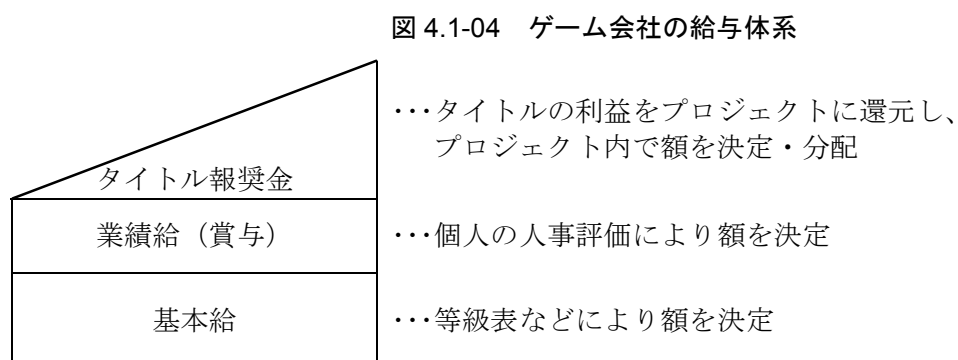 図 4.1-04　ゲーム会社の給与体系
･･･タイトルの利益をプロジェクトに還元し、
プロジェクト内で額を決定・分配
タイトル報奨金
業績給（賞与）
･･･個人の人事評価により額を決定
基本給
･･･等級表などにより額を決定